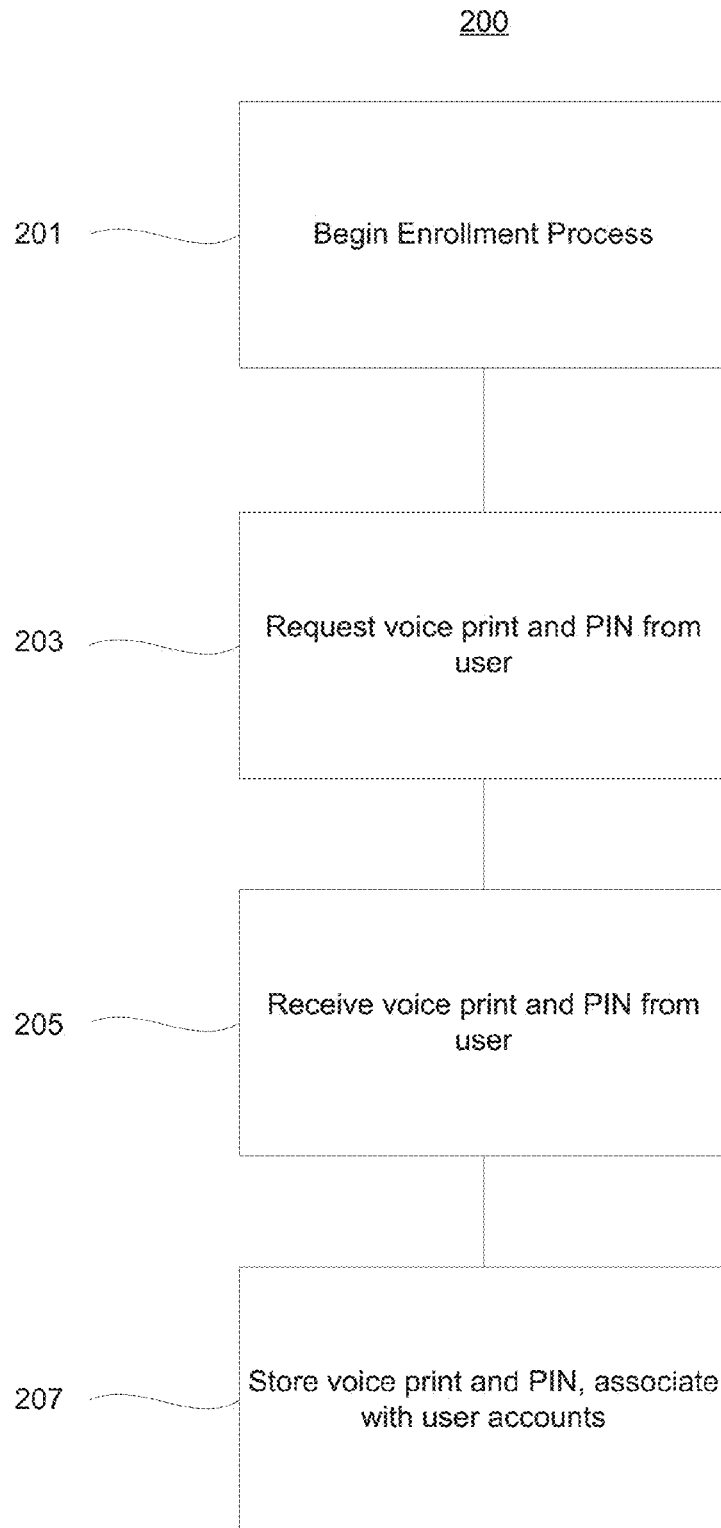 200
201
Begin Enrollment Process
203
Request voice print and PIN from
user
205
Receive voice print and PIN from
user
207
Store voice print and PIN, associate
with user accounts